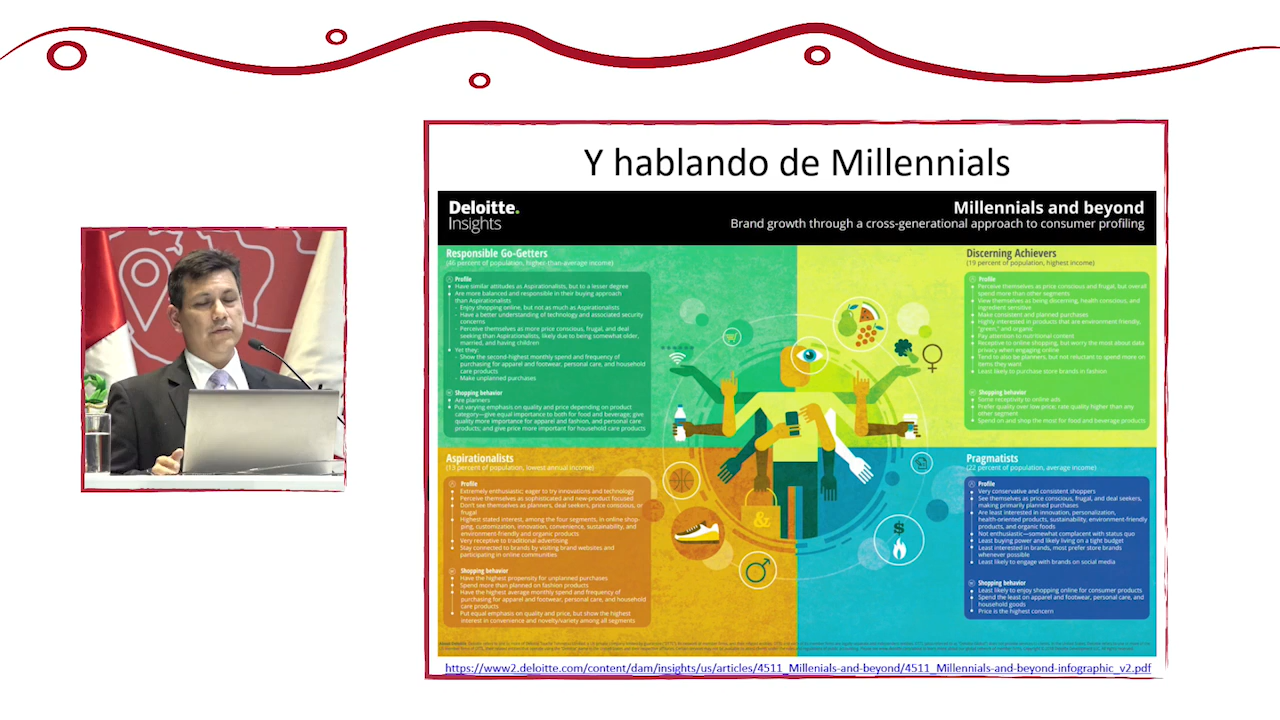 Y hablando de Millennials
Deloitte.
Insights
Millennials and beyond
Brand growth through a cross-generational approach to consumer profiling
Responsible Go-Getters
(46 percent of population, higher-than-average income)
Profile
Have similar attitudes as Aspirationalists, but to a lesser degree
Are more balanced and responsible in their buying approach
than Aspirationalists
- Enjoy shopping online, but not as much as Aspirationalists
- Have a better understanding of technology and associated security
concerns
- Perceive themselves as more price conscious, frugal, and deal
seeking than Aspirationalists, likely due to being somewhat older,
married, and having children
Yet they:
- Show the second-highest monthly spend and frequency of
purchasing for apparel and footwear, personal care, and household
care products
- Make unplanned purchases
Shopping behavior
Are planners
Put varying emphasis on quality and price depending on product
category—give equal importance to both for food and beverage; give
quality more importance for apparel and fashion, and personal care
products; and give price more important for household care products
Discerning Achievers
(19 percent of population, highest income)
Profile
Perceive themselves as price conscious and frugal, but overall
spend more than other segments
View themselves as being discerning, health conscious, and
ingredient sensitive
Make consistent and planned purchases
Highly interested in products that are environment friendly,
"green," and organic
Pay attention to nutritional content
Receptive to online shopping, but worry the most about data
privacy when engaging online
Tend to also be planners, but not reluctant to spend more on
items they want
Least likely to purchase store brands in fashion
Shopping behavior
Some receptivity to online ads
Prefer quality over low price; rate quality higher than any
other segment
Spend on and shop the most for food and beverage products
Aspirationalists
(13 percent of population, lowest annual income)
Profile
Extremely enthusiastic; eager to try innovations and technology
Perceive themselves as sophisticated and new-product focused
Don't see themselves as planners, deal seekers, price conscious, or
frugal
Highest stated interest, among the four segments, in online shop-
ping, customization, innovation, convenience, sustainability, and
environment-friendly and organic products
Very receptive to traditional advertising
Stay connected to brands by visiting brand websites and
participating in online communities
Shopping behavior
Have the highest propensity for unplanned purchases
Spend more than planned on fashion products
Have the highest average monthly spend and frequency of
purchasing for apparel and footwear, personal care, and household
care products
Put equal emphasis on quality and price, but show the highest
interest in convenience and novelty/variety among all segments
&
$
Pragmatists
(22 percent of population, average income)
Profile
Very conservative and consistent shoppers
See themselves as price conscious, frugal, and deal seekers,
making primarily planned purchases
Are least interested in innovation, personalization,
health-oriented products, sustainability, environment-friendly
products, and organic foods
Not enthusiastic—somewhat complacent with status quo
Least buying power and likely living on a tight budget
Least interested in brands, most prefer store brands
whenever possible
Least likely to engage with brands on social media
Shopping behavior
Least likely to enjoy shopping online for consumer products
Spend the least on apparel and footwear, personal care, and
household goods
Price is the highest concern
https://www2.deloitte.com/content/dam/insights/us/articles/4511_Millenials-and-beyond/4511_Millennials-and-beyond-infographic_v2.pdf